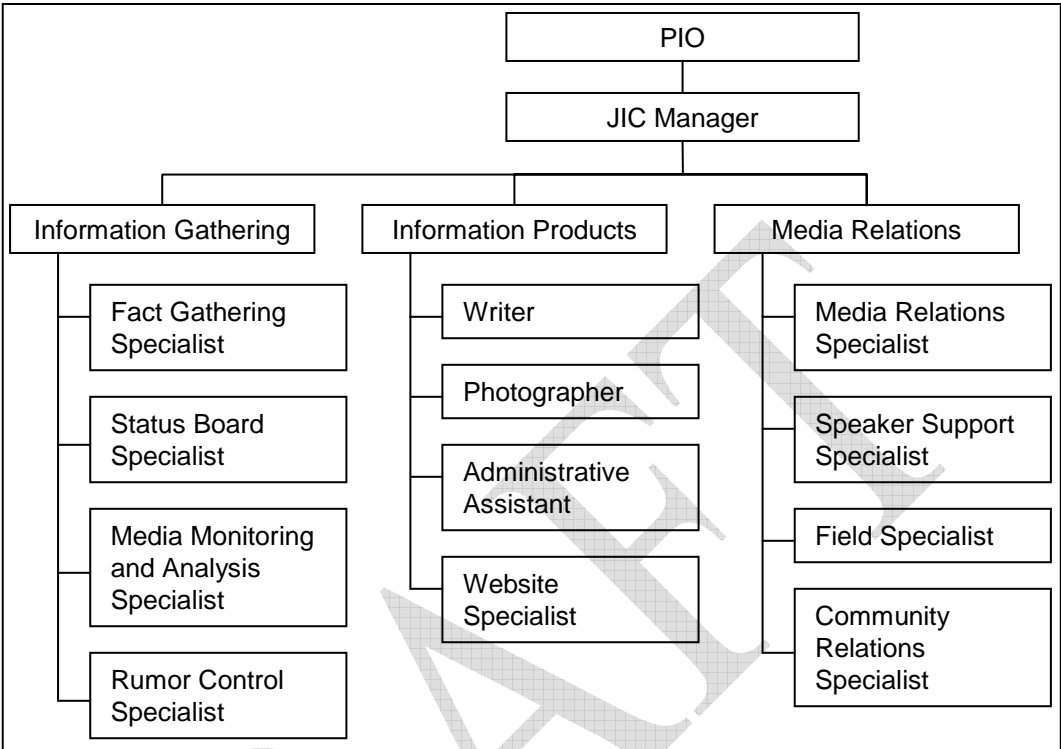 PIO
JIC Manager
Information Gathering
Fact Gathering
Specialist
Status Board
Specialist
Media Monitoring
and Analysis
Specialist
Rumor Control
Specialist
Information Products
Writer
Photographer
Administrative
Assistant
Website
Specialist
Media Relations
Media Relations
Specialist
Speaker Support
Specialist
Field Specialist
Community
Relations
Specialist
AFT